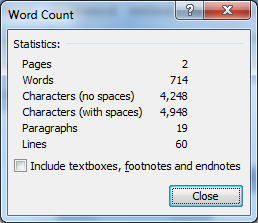 Word Count
Statistics:
Pages 2
Words 714
Characters (no spaces) 4,248
Characters (with spaces) 4,948
Paragraphs 19
Lines 60
Include textboxes, footnotes and endnotes
Close